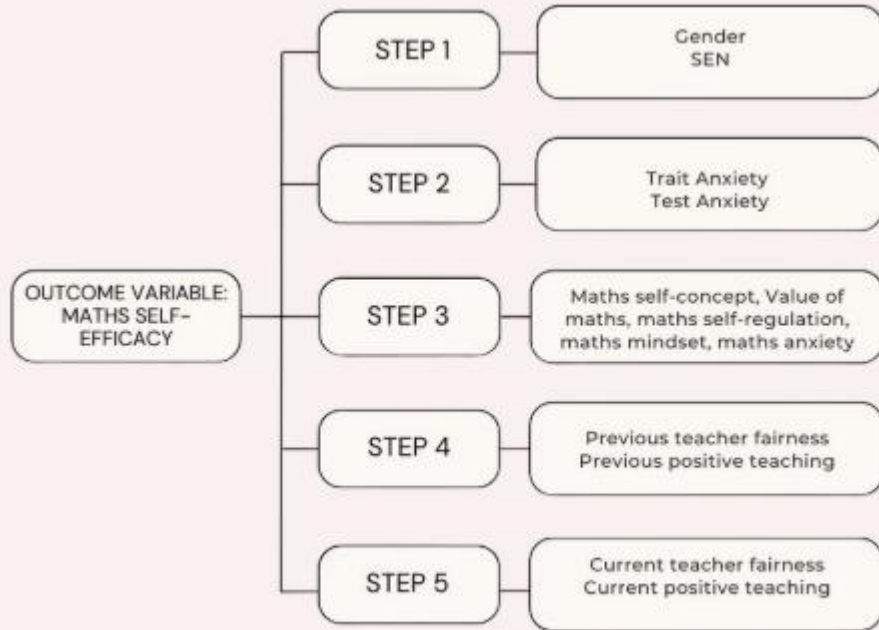 STEP 1
Gender
SEN
STEP 2
Trait Anxiety
Test Anxiety
OUTCOME VARIABLE:
MATHS SELF-
EFFICACY
STEP 3
Maths self-concept, Value of
maths, maths self-regulation,
maths mindset, maths anxiety
STEP 4
Previous teacher fairness
Previous positive teaching
STEP 5
Current teacher fairness
Current positive teaching